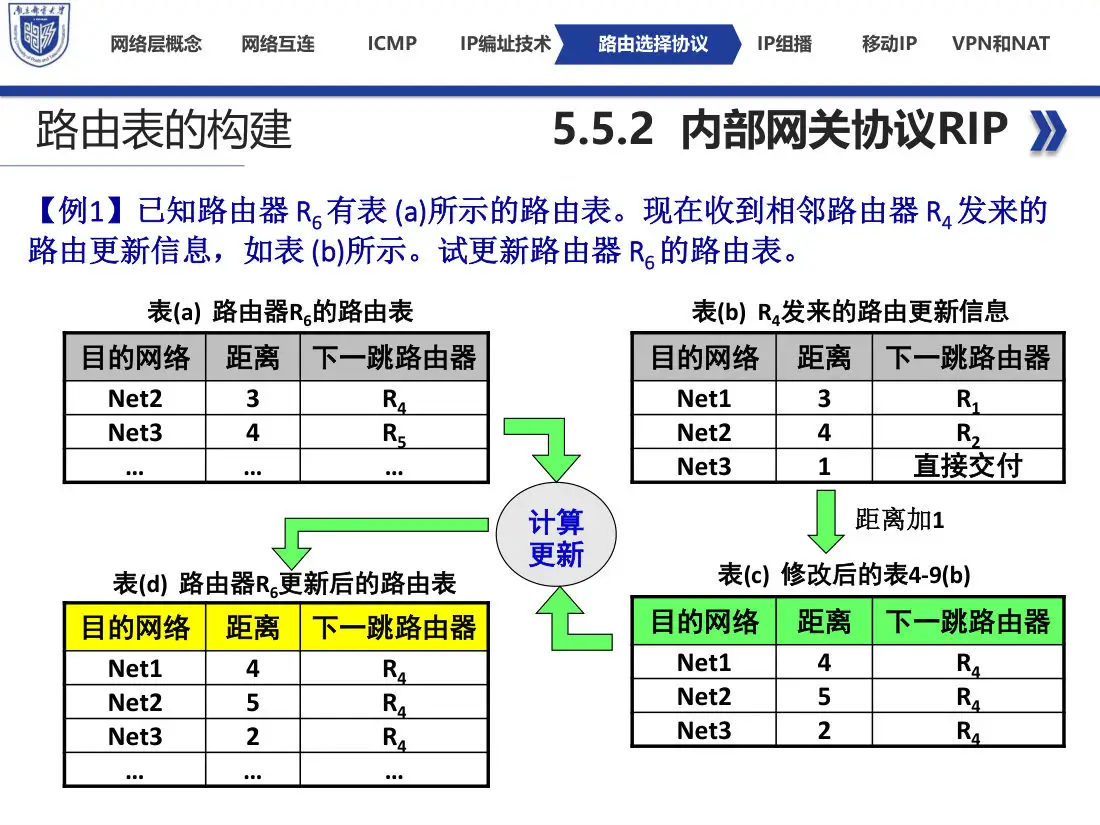 网络层概念 网络互连 ICMP IP编址技术 路由选择协议 IP组播 移动IP VPN和NAT
路由表的构建 5.5.2 内部网关协议RIP
【例1】已知路由器 R6有表 (a)所示的路由表。现在收到相邻路由器 R4发来的
路由更新信息，如表 (b)所示。试更新路由器 R6的路由表。
表(a) 路由器R6的路由表
目的网络 距离 下一跳路由器
Net2 3 R4
Net3 4 R5
... ... ...
表(b) R4发来的路由更新信息
目的网络 距离 下一跳路由器
Net1 3 R1
Net2 4 R2
Net3 1 直接交付
距离加1
计算
更新
表(d) 路由器R6更新后的路由表
目的网络 距离 下一跳路由器
Net1 4 R4
Net2 5 R4
Net3 2 R4
... ... ...
表(c) 修改后的表4-9(b)
目的网络 距离 下一跳路由器
Net1 4 R4
Net2 5 R4
Net3 2 R4